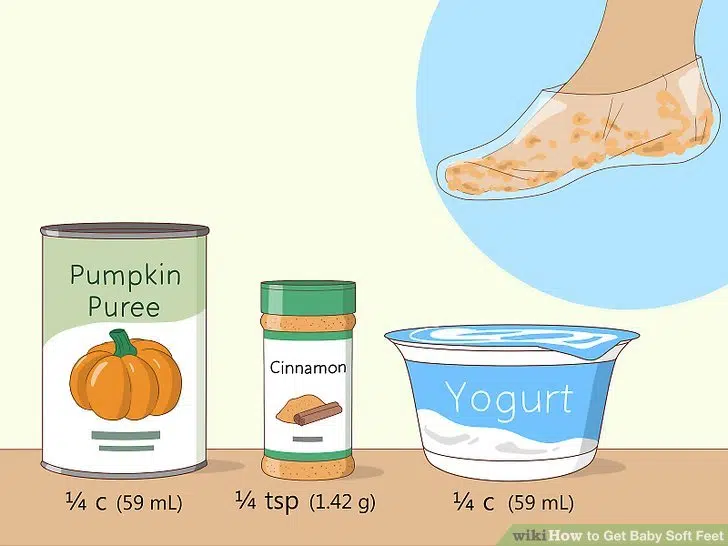 Pumpkin
Puree
Cinnamon
Yogurt
¼ c (59 mL)
¼ tsp (1.42 g)
¼ c (59 mL)
wikiHow to Get Baby Soft Feet